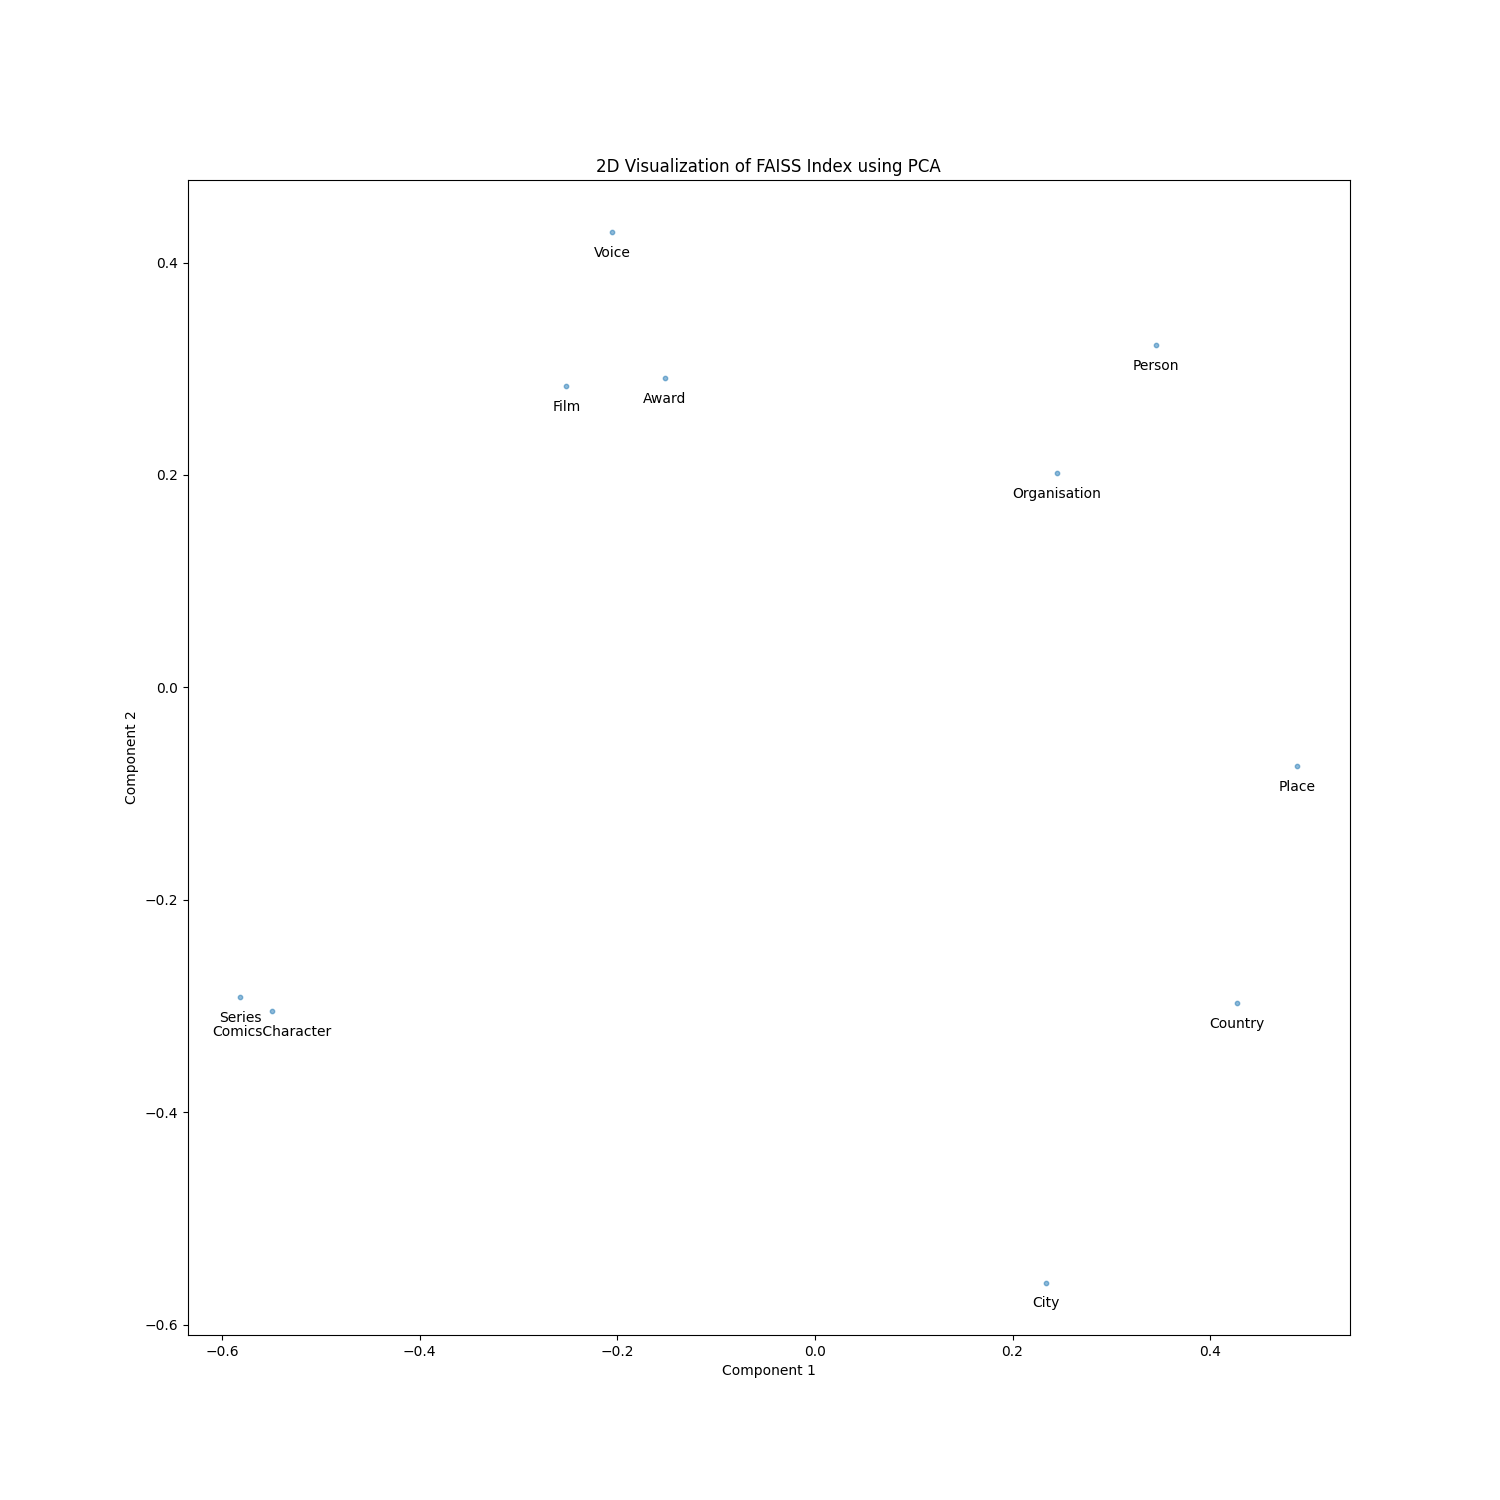 2D Visualization of FAISS Index using PCA
Voice
0.4
Person
Film
Award
0.2
Organisation
0.0
Component 2
Place
−0.2
Series
ComicsCharacter
Country
−0.4
City
−0.6
−0.6 −0.4 −0.2 0.0 0.2 0.4
Component 1